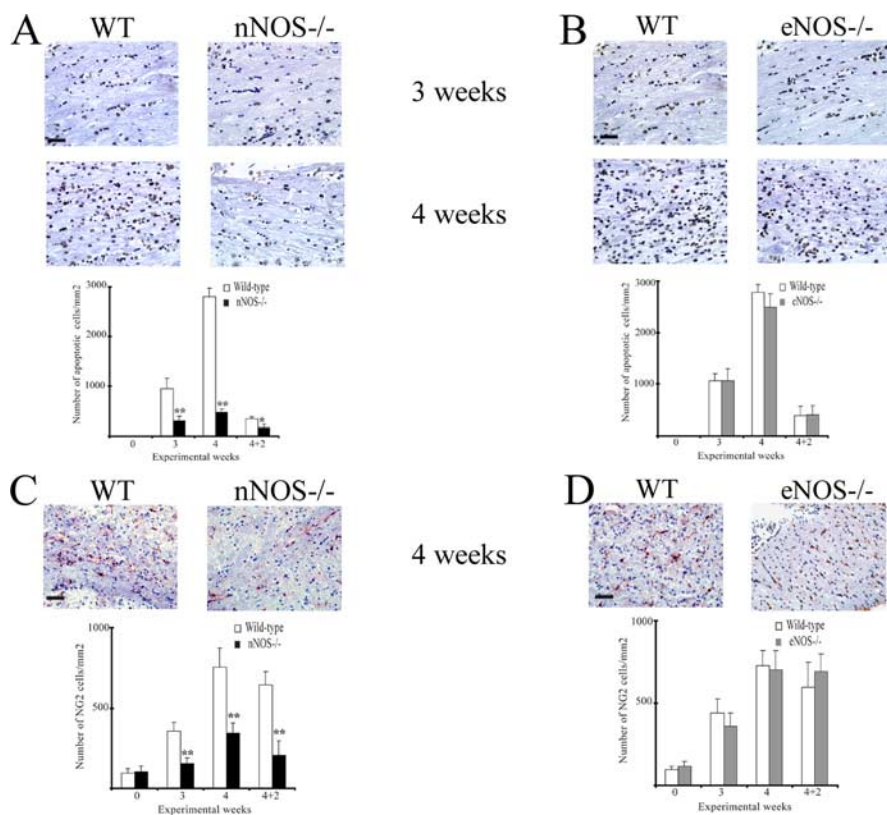 A
WT nNOS-/-
B
WT eNOS-/-
3 weeks
4 weeks
3000
2000
1000
Number of apoptotic cells/mm2
Wild-type
nNOS-/-
**
**
*
0 3 4 4+2
Experimental weeks
3000
2000
1000
Number of apoptotic cells/mm2
Wild-type
eNOS-/-
0 3 4 4+2
Experimental weeks
C
WT nNOS-/-
D
WT eNOS-/-
4 weeks
1000
500
Number of NG2 cells/mm2
Wild-type
nNOS-/-
**
**
**
0 3 4 4+2
Experimental weeks
1000
500
Number of NG2 cells/mm2
Wild-type
eNOS-/-
0 3 4 4+2
Experimental weeks